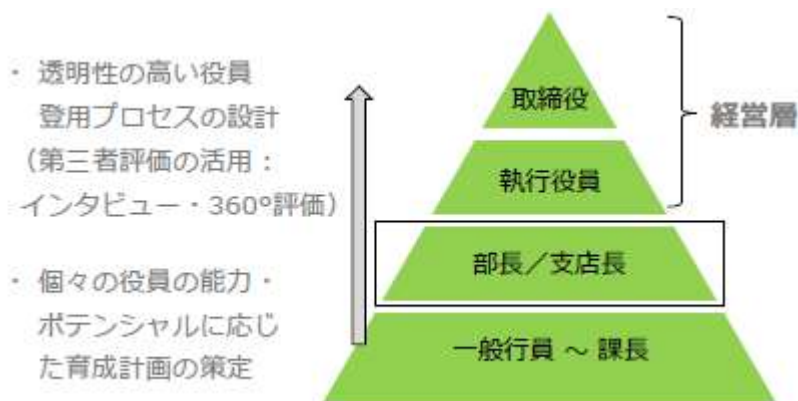 ・ 透明性の高い役員
登用プロセスの設計
（第三者評価の活用：
インタビュー・360°評価）
・ 個々の役員の能力・
ポテンシャルに応じ
た育成計画の策定
取締役
執行役員
部長／支店長
一般行員 ～ 課長
経営層